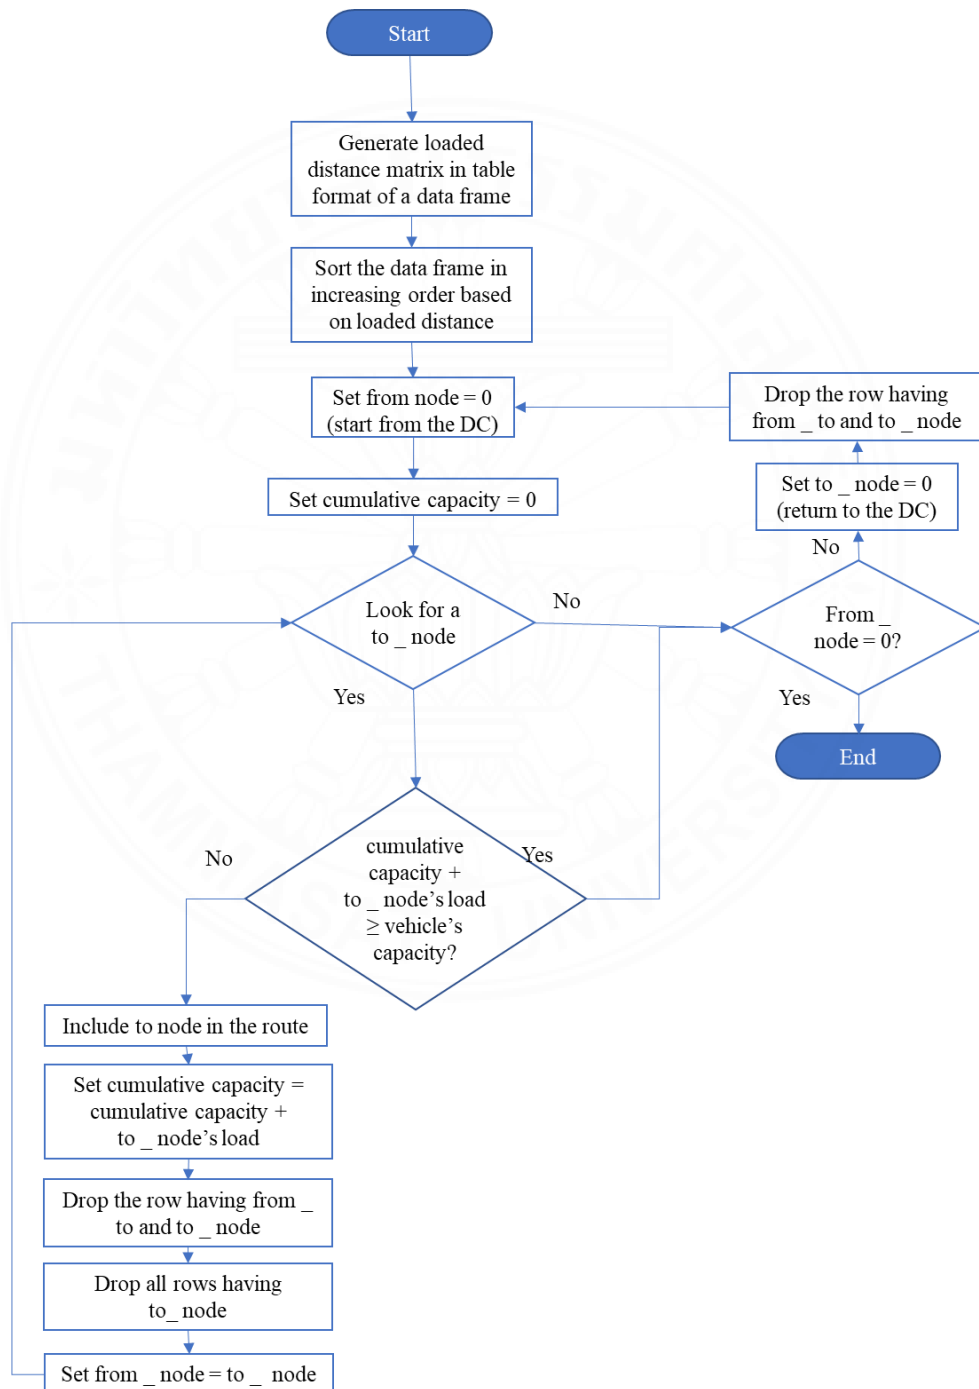 Start
Generate loaded
distance matrix in table
format of a data frame
Sort the data frame in
increasing order based
on loaded distance
Set from node = 0
(start from the DC)
Drop the row having
from _ to and to _ node
Set cumulative capacity = 0
Set to _ node = 0
(return to the DC)
No
Look for a
to _ node
No
From _
node = 0?
Yes
Yes
End
cumulative
capacity +
to _ node's load
≥ vehicle's
capacity?
No
Yes
Include to node in the route
Set cumulative capacity =
cumulative capacity +
to _ node's load
Drop the row having from _
to and to _ node
Drop all rows having
to_ node
Set from _ node = to _ node